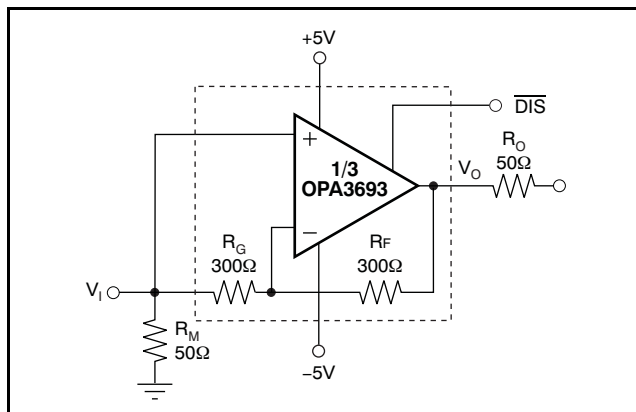 +5V
DIS
+
1/3
OPA3693
−
V_O
R_O
50Ω
R_G
300Ω
R_F
300Ω
V_I
R_M
50Ω
−5V